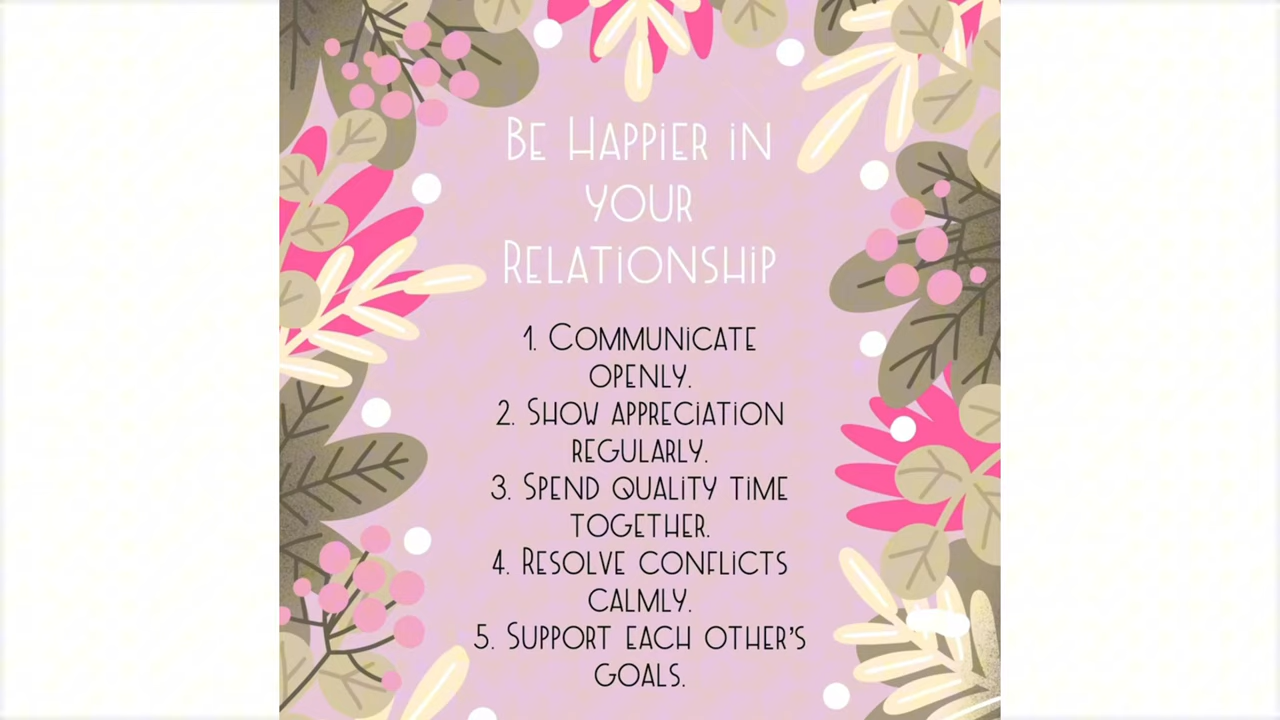 Be Happier in
your
Relationship
1. Communicate
openly.
2. Show appreciation
regularly.
3. Spend quality time
together.
4. Resolve conflicts
calmly.
5. Support each other's
goals.